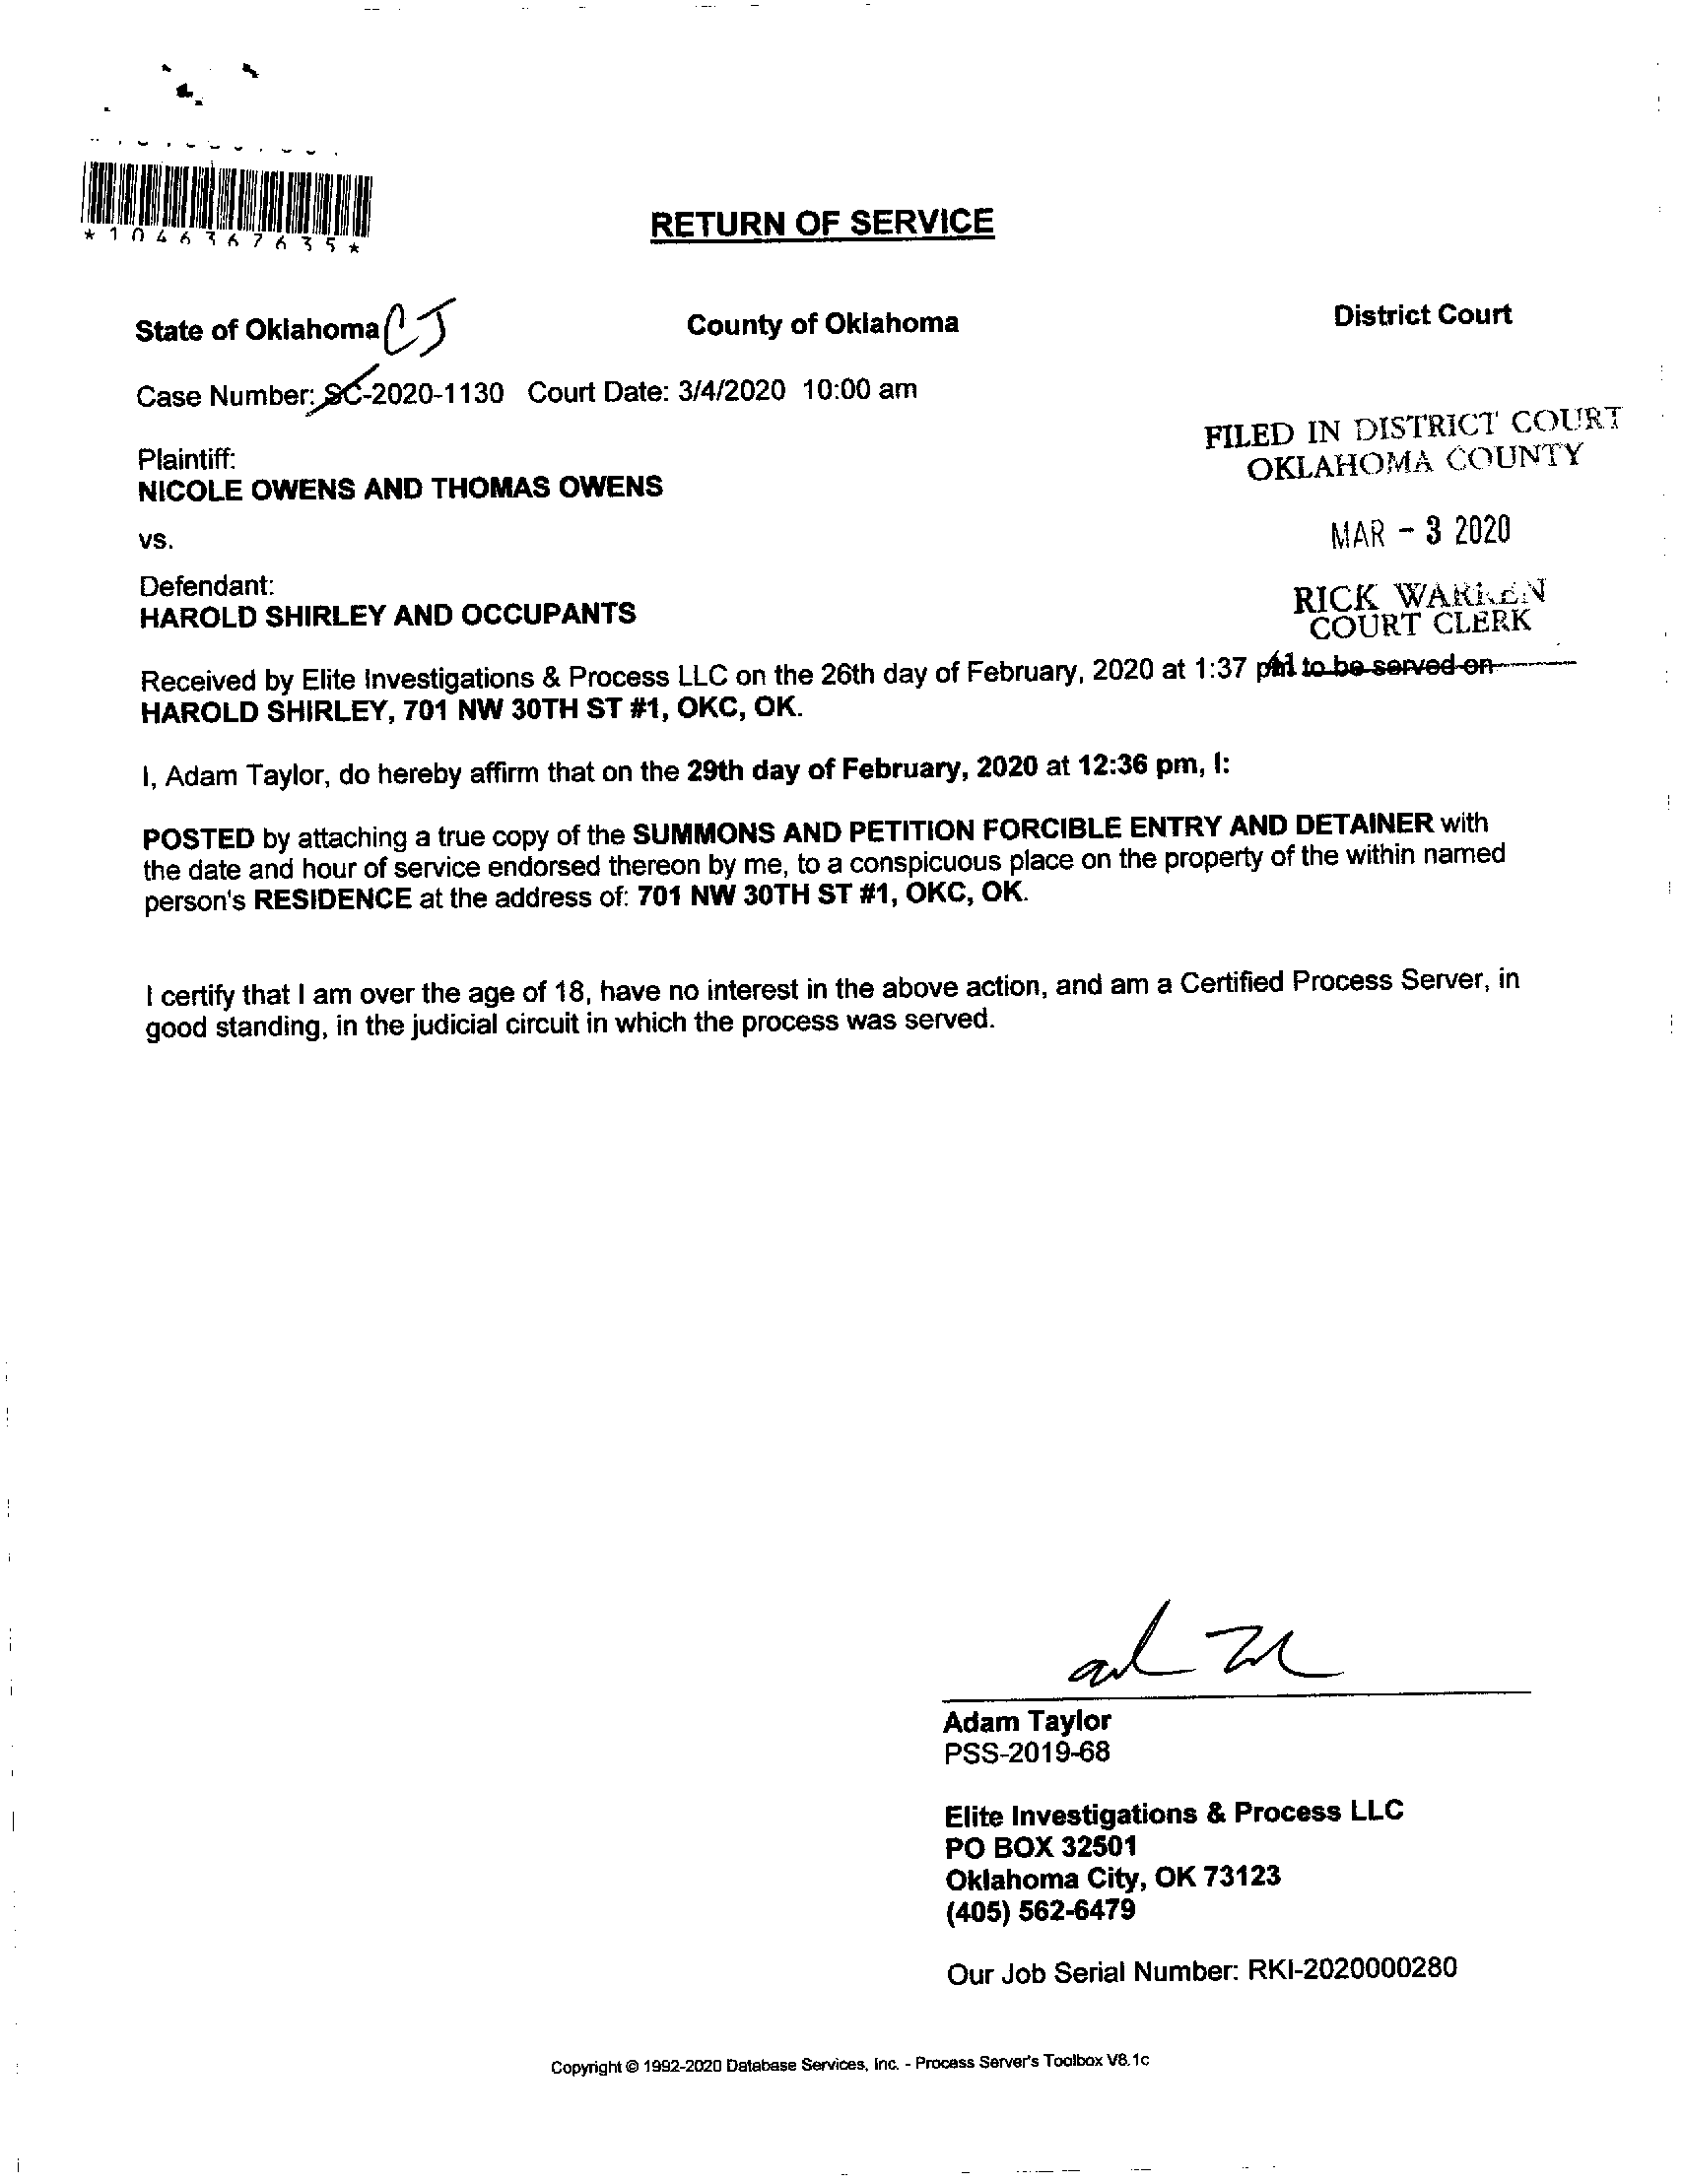 *1046367635*
RETURN OF SERVICE
State of Oklahoma CJ County of Oklahoma District Court
Case Number: SC-2020-1130 Court Date: 3/4/2020 10:00 am
FILED IN DISTRICT COURT
OKLAHOMA COUNTY
Plaintiff:
NICOLE OWENS AND THOMAS OWENS
MAR - 3 2020
vs.
RICK WARREN
COURT CLERK
Defendant:
HAROLD SHIRLEY AND OCCUPANTS
Received by Elite Investigations & Process LLC on the 26th day of February, 2020 at 1:37 pm to be served on
HAROLD SHIRLEY, 701 NW 30TH ST #1, OKC, OK.
I, Adam Taylor, do hereby affirm that on the 29th day of February, 2020 at 12:36 pm, I:
POSTED by attaching a true copy of the SUMMONS AND PETITION FORCIBLE ENTRY AND DETAINER with
the date and hour of service endorsed thereon by me, to a conspicuous place on the property of the within named
person's RESIDENCE at the address of: 701 NW 30TH ST #1, OKC, OK.
I certify that I am over the age of 18, have no interest in the above action, and am a Certified Process Server, in
good standing, in the judicial circuit in which the process was served.
Adam Taylor
PSS-2019-68
Elite Investigations & Process LLC
PO BOX 32501
Oklahoma City, OK 73123
(405) 562-6479
Our Job Serial Number: RKI-2020000280
Copyright © 1992-2020 Database Services, Inc. - Process Server's Toolbox V8.1c